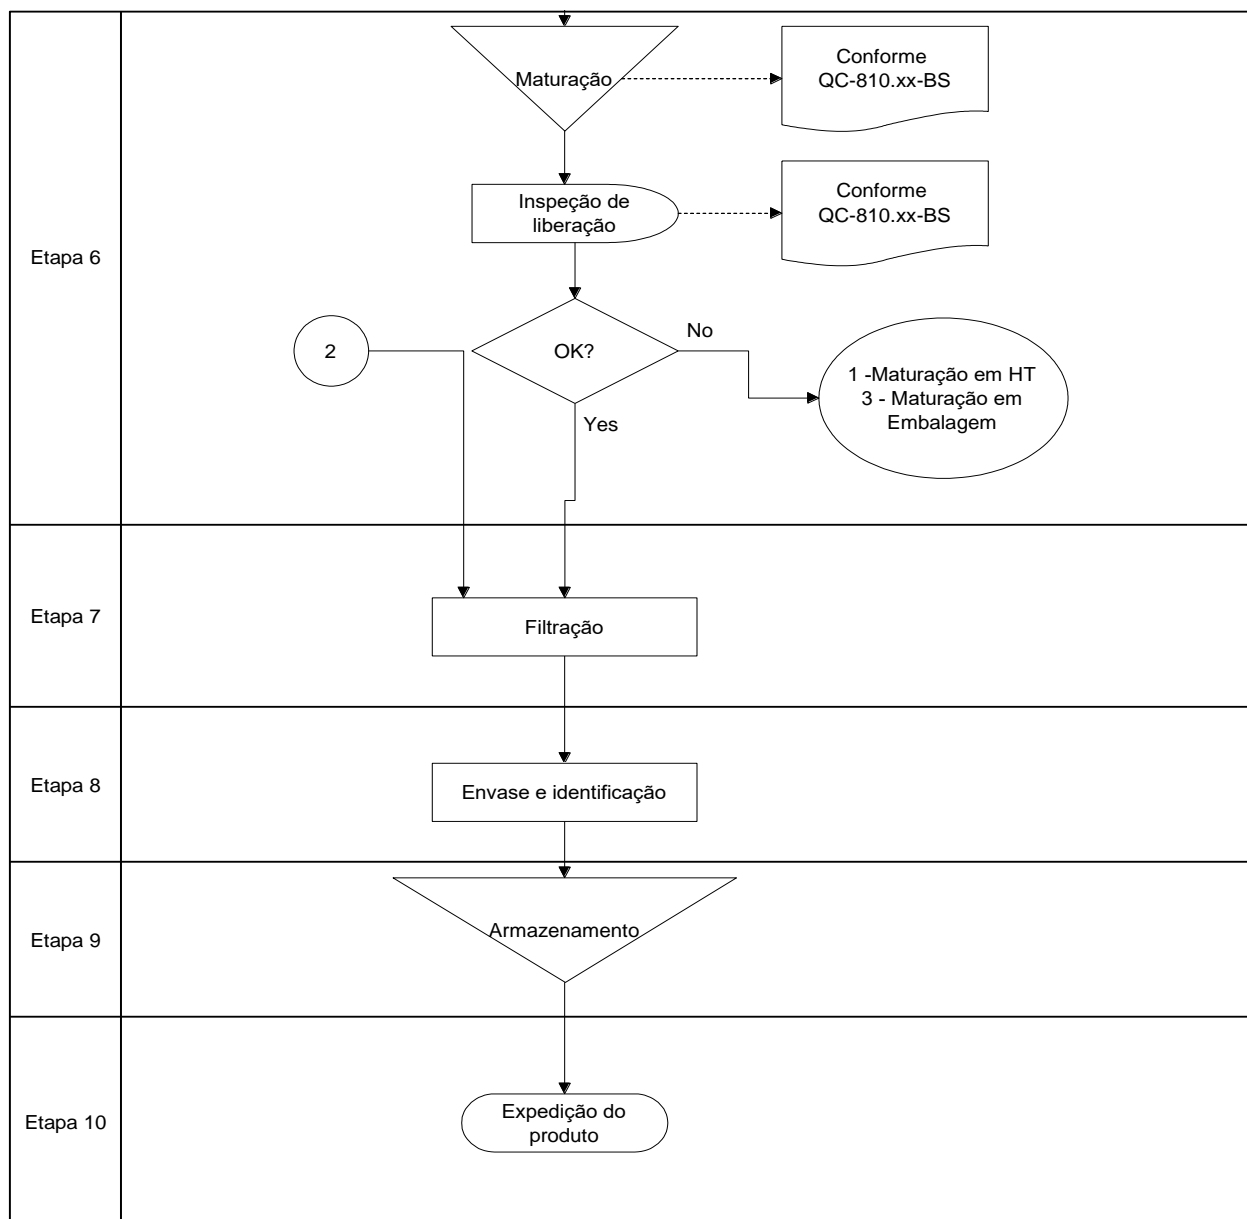 Etapa 6
Maturação
Conforme
QC-810.xx-BS
Inspeção de
liberação
Conforme
QC-810.xx-BS
2
OK?
No
Yes
1 -Maturação em HT
3 - Maturação em
Embalagem
Etapa 7
Filtração
Etapa 8
Envase e identificação
Etapa 9
Armazenamento
Etapa 10
Expedição do
produto